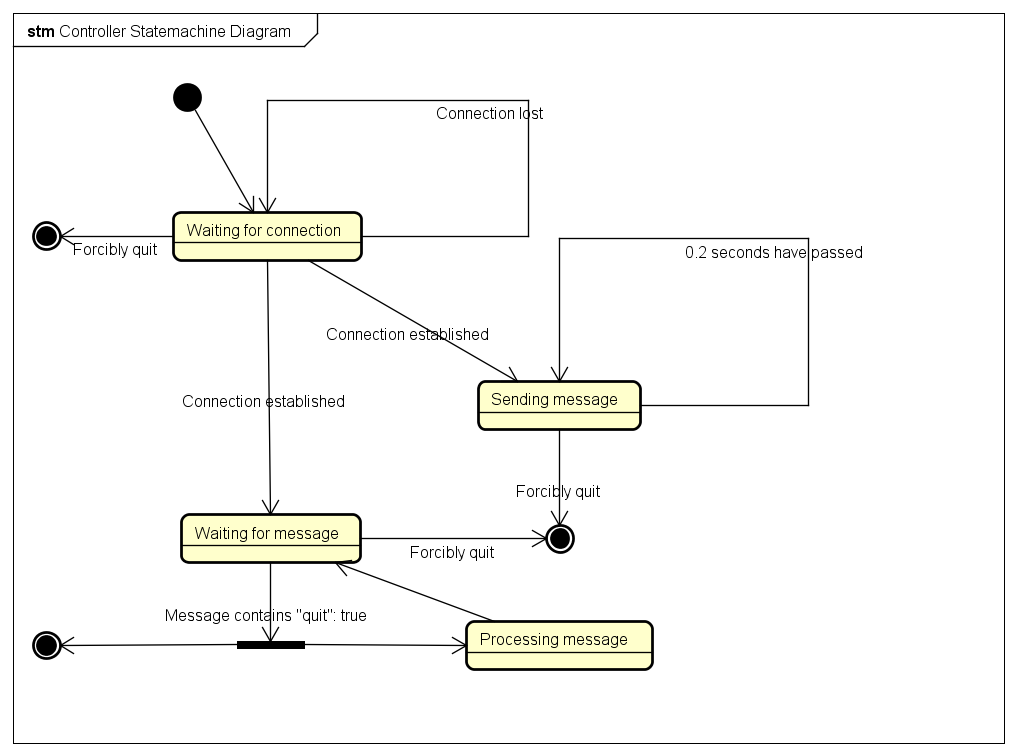 stm Controller Statemachine Diagram
Connection lost
Waiting for connection
Forcibly quit
0.2 seconds have passed
Connection established
Sending message
Connection established
Forcibly quit
Waiting for message
Forcibly quit
Message contains "quit": true
Processing message